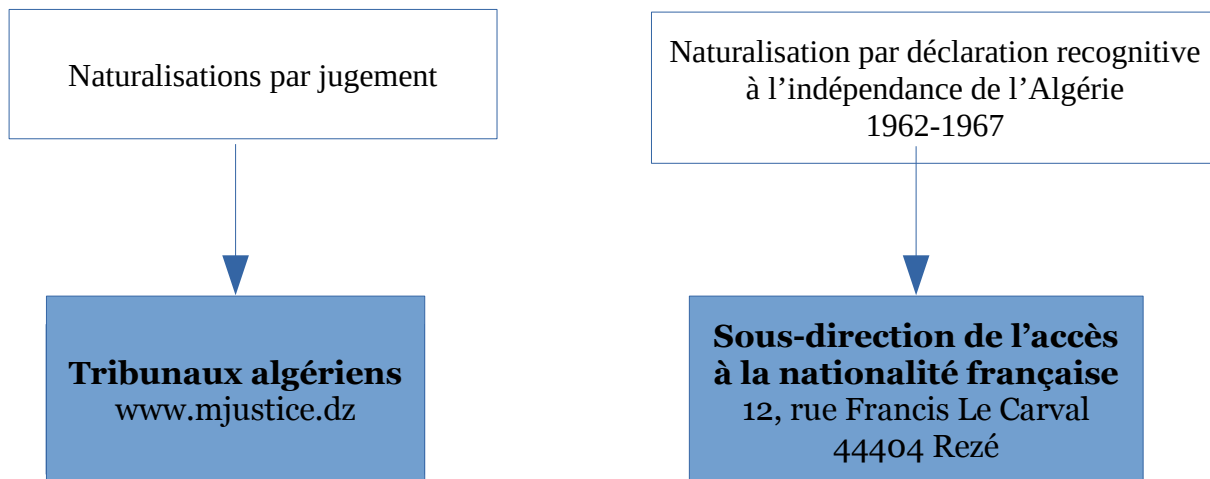 Naturalisations par jugement
Naturalisation par déclaration recognitive
à l’indépendance de l’Algérie
1962-1967
Tribunaux algériens
www.mjustice.dz
Sous-direction de l’accès
à la nationalité française
12, rue Francis Le Carval
44404 Rezé